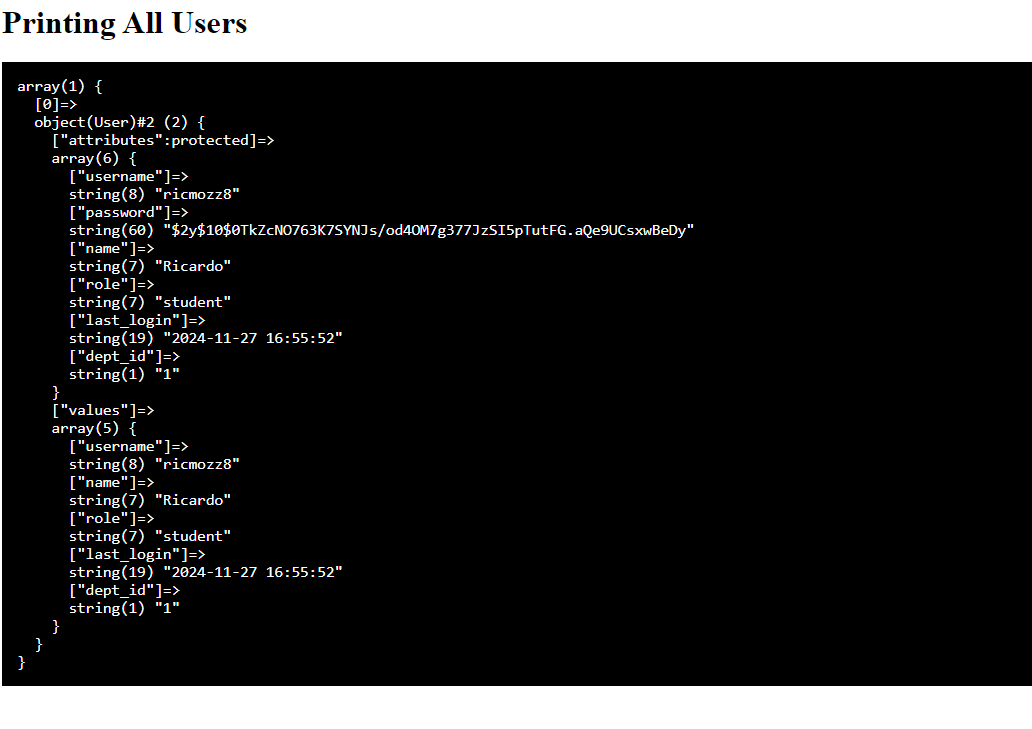 Printing All Users
array(1) {
[0]=>
object(User)#2 (2) {
["attributes":protected]=>
array(6) {
["username"]=>
string(8) "ricmozz8"
["password"]=>
string(60) "$2y$10$0TkZcNO763K7SYNJs/od4OM7g377JzSI5pTutFG.aQe9UCsxwBeDy"
["name"]=>
string(7) "Ricardo"
["role"]=>
string(7) "student"
["last_login"]=>
string(19) "2024-11-27 16:55:52"
["dept_id"]=>
string(1) "1"
}
["values"]=>
array(5) {
["username"]=>
string(8) "ricmozz8"
["name"]=>
string(7) "Ricardo"
["role"]=>
string(7) "student"
["last_login"]=>
string(19) "2024-11-27 16:55:52"
["dept_id"]=>
string(1) "1"
}
}
}